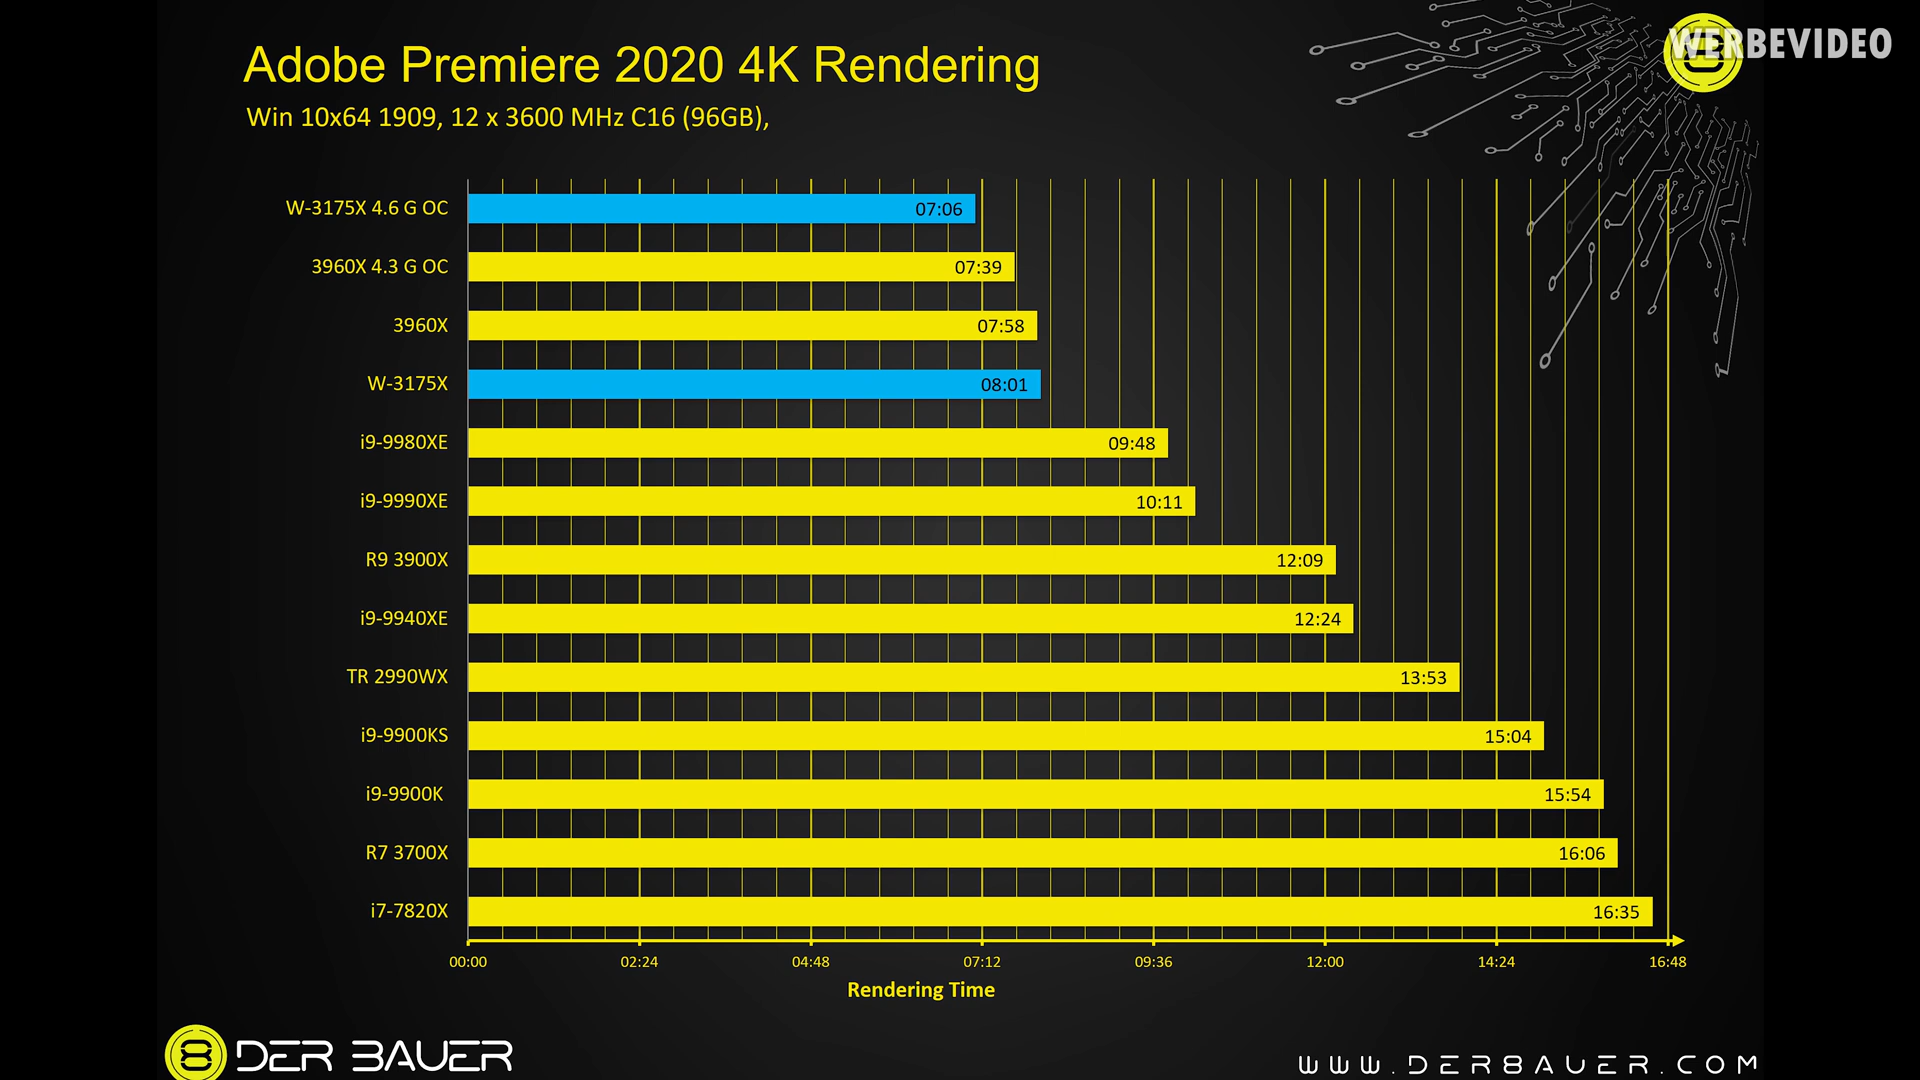 WERBEVIDEO
Adobe Premiere 2020 4K Rendering
Win 10x64 1909, 12 x 3600 MHz C16 (96GB),
W-3175X 4.6 G OC 07:06
3960X 4.3 G OC 07:39
3960X 07:58
W-3175X 08:01
i9-9980XE 09:48
i9-9990XE 10:11
R9 3900X 12:09
i9-9940XE 12:24
TR 2990WX 13:53
i9-9900KS 15:04
i9-9900K 15:54
R7 3700X 16:06
i7-7820X 16:35
00:00 02:24 04:48 07:12 09:36 12:00 14:24 16:48
Rendering Time
8 DER 8AUER
WWW.DER8AUER.COM